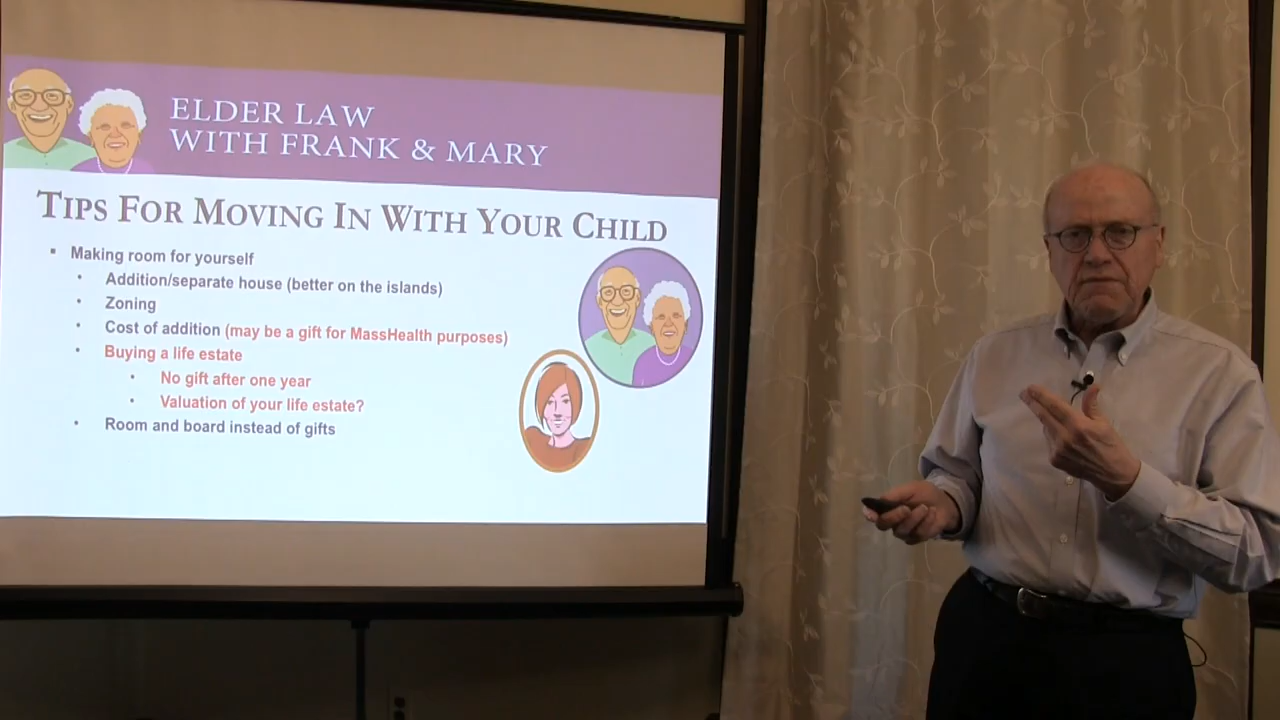 ELDER LAW
WITH FRANK & MARY
TIPS FOR MOVING IN WITH YOUR CHILD
▪ Making room for yourself
• Addition/separate house (better on the islands)
• Zoning
• Cost of addition (may be a gift for MassHealth purposes)
• Buying a life estate
• No gift after one year
• Valuation of your life estate?
• Room and board instead of gifts